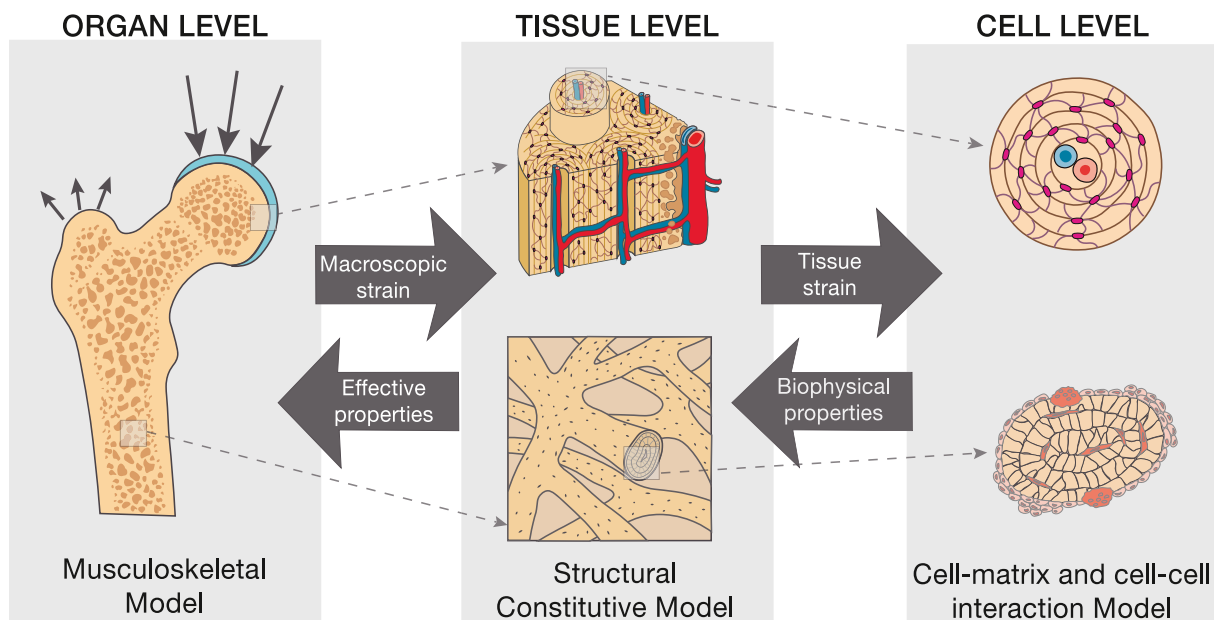 ORGAN LEVEL
TISSUE LEVEL
CELL LEVEL
Macroscopic
strain
Tissue
strain
Effective
properties
Biophysical
properties
Musculoskeletal
Model
Structural
Constitutive Model
Cell-matrix and cell-cell
interaction Model